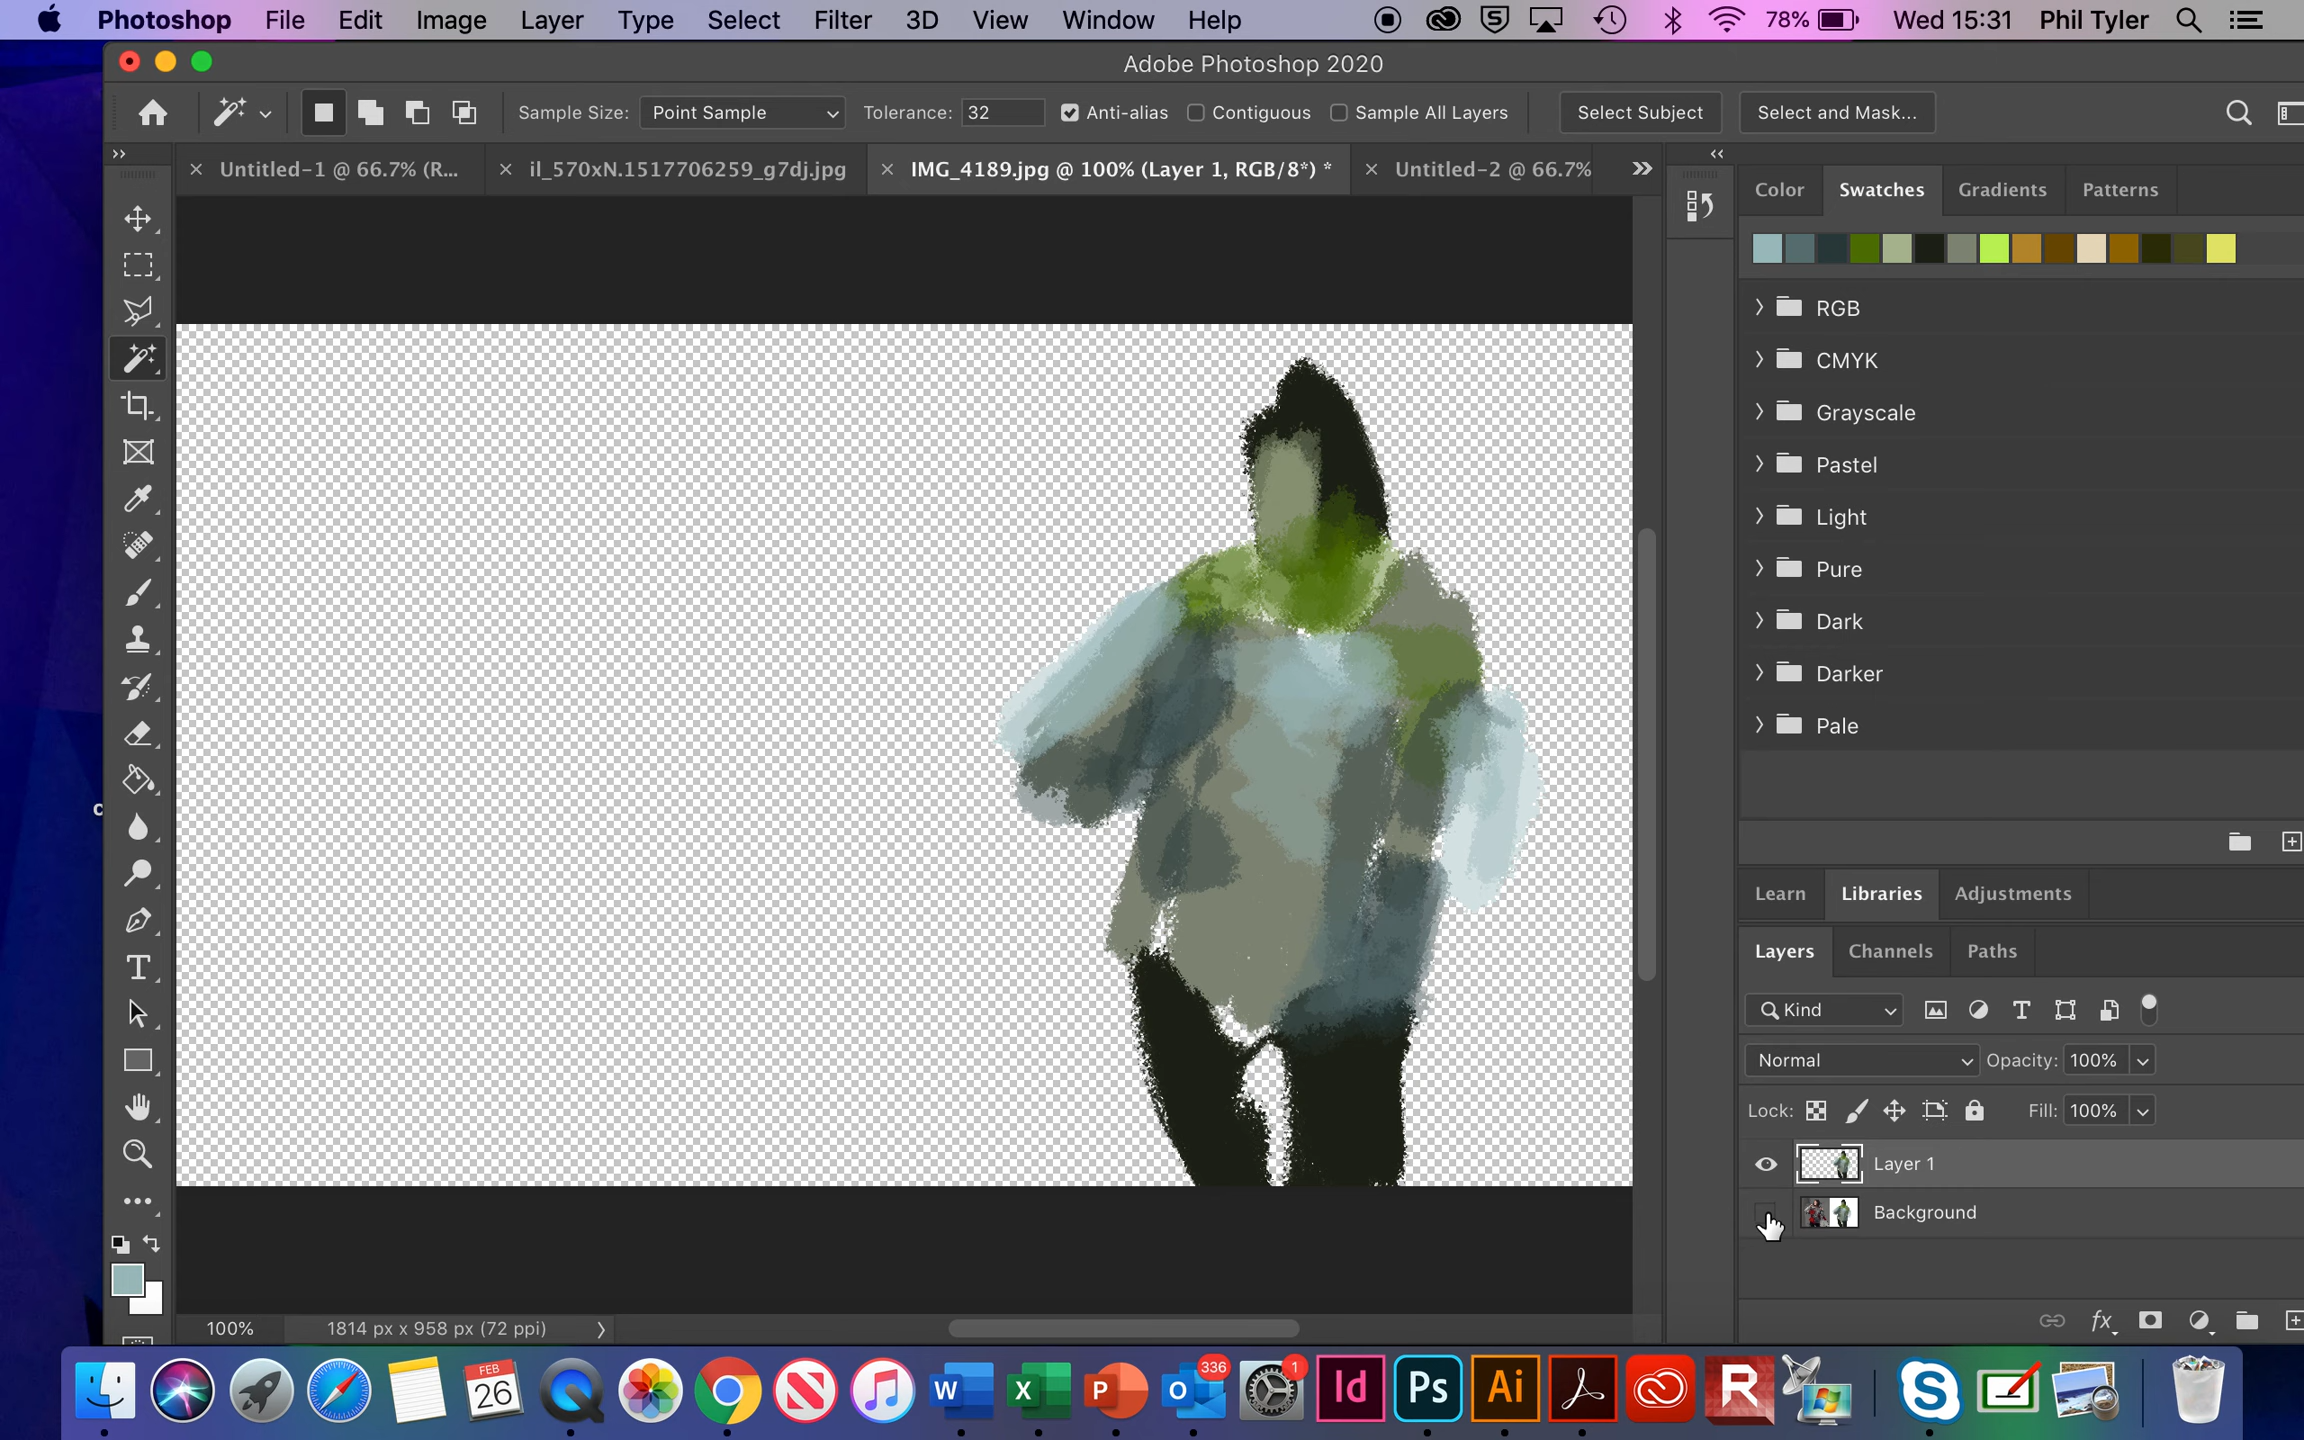 Photoshop File Edit Image Layer Type Select Filter 3D View Window Help 78% Wed 15:31 Phil Tyler
Adobe Photoshop 2020
Sample Size: Point Sample Tolerance: 32 Anti-alias Contiguous Sample All Layers Select Subject Select and Mask...
Untitled-1 @ 66.7% (R... il_570xN.1517706259_g7dj.jpg IMG_4189.jpg @ 100% (Layer 1, RGB/8*) * Untitled-2 @ 66.7%
Color Swatches Gradients Patterns
RGB
CMYK
Grayscale
Pastel
Light
Pure
Dark
Darker
Pale
c
Learn Libraries Adjustments
Layers Channels Paths
Kind
Normal Opacity: 100%
Lock: Fill: 100%
Layer 1
Background
fx
100% 1814 px x 958 px (72 ppi)
FEB
26
W X P O 336 1 Id Ps Ai R S